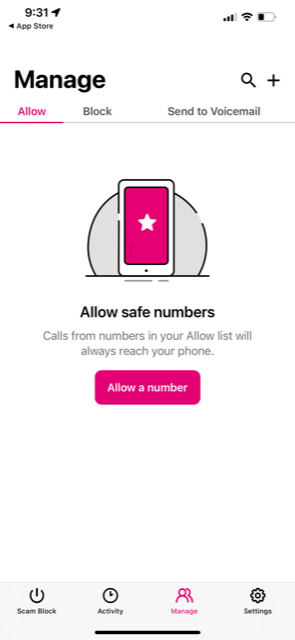 9:31
◀ App Store
Manage
Allow Block Send to Voicemail
Allow safe numbers
Calls from numbers in your Allow list will
always reach your phone.
Allow a number
Scam Block Activity Manage Settings